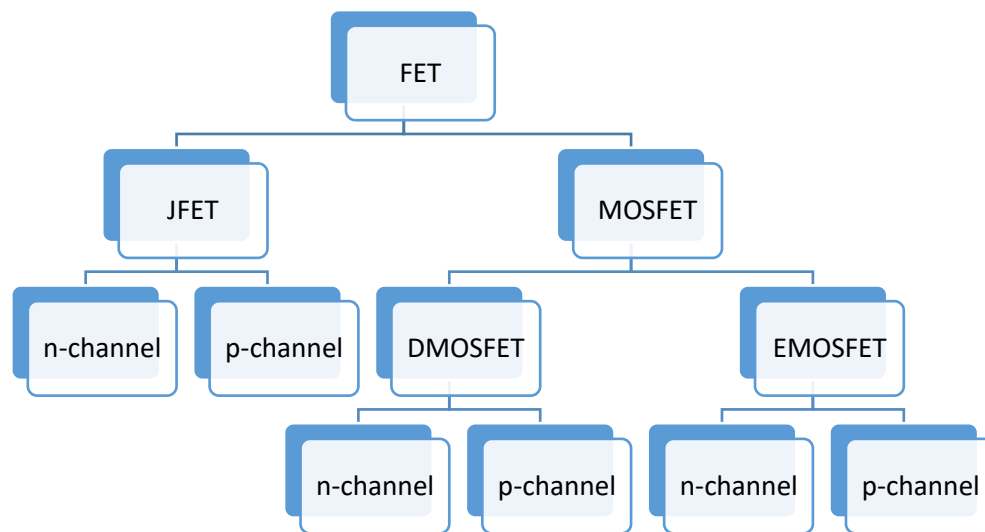 FET
JFET
MOSFET
n-channel
p-channel
DMOSFET
EMOSFET
n-channel
p-channel
n-channel
p-channel